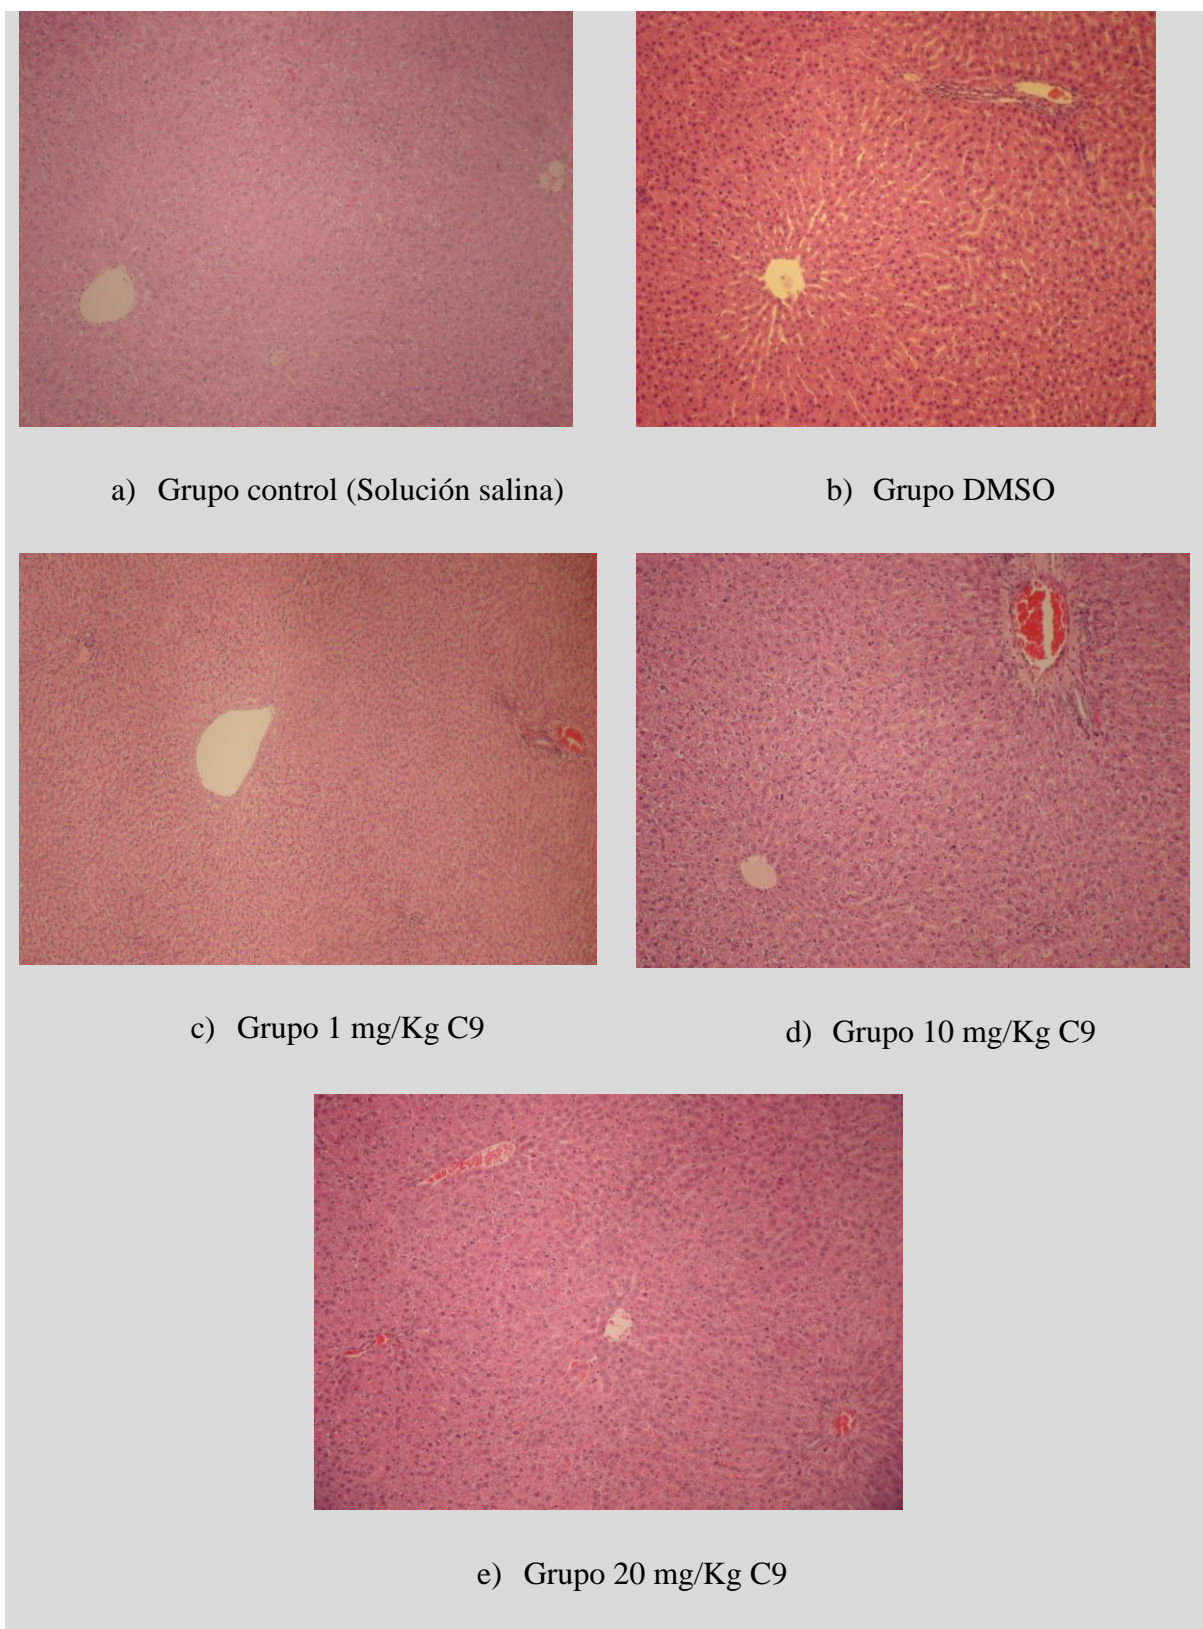 a) Grupo control (Solución salina)
b) Grupo DMSO
c) Grupo 1 mg/Kg C9
d) Grupo 10 mg/Kg C9
e) Grupo 20 mg/Kg C9